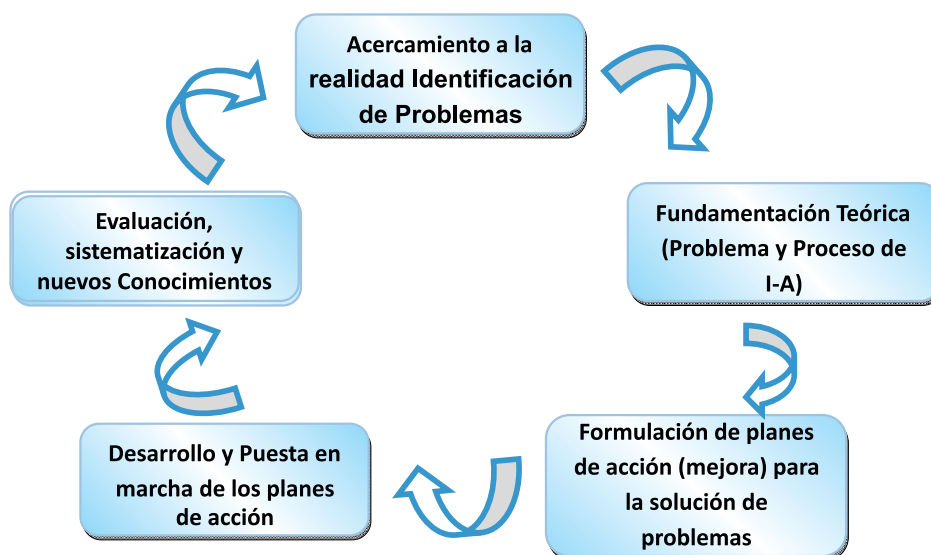 Acercamiento a la
realidad Identificación
de Problemas
Fundamentación Teórica
(Problema y Proceso de
I-A)
Formulación de planes
de acción (mejora) para
la solución de
problemas
Desarrollo y Puesta en
marcha de los planes
de acción
Evaluación,
sistematización y
nuevos Conocimientos